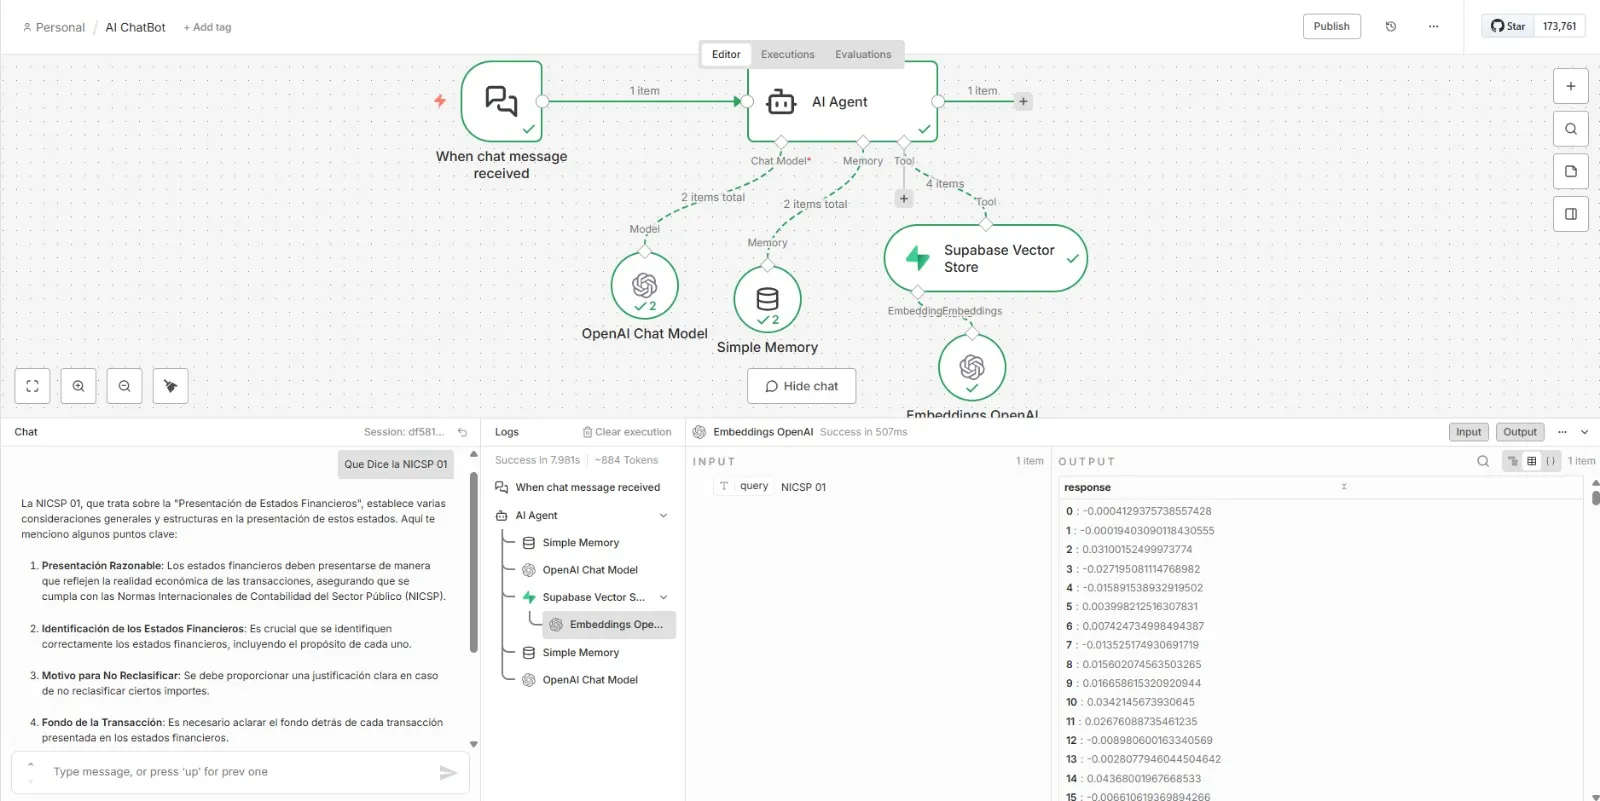 Personal / AI ChatBot + Add tag
Publish
Star 173,761
Editor Executions Evaluations
1 item
AI Agent
1 item
When chat message
received
Chat Model* Memory Tool
2 items total
2 items total
4 items
Tool
Model
Memory
Supabase Vector
Store
2
OpenAI Chat Model
2
Simple Memory
Embedding Embeddings
Embeddings OpenAI
Hide chat
Chat
Session: df581...
Que Dice la NICSP 01
La NICSP 01, que trata sobre la "Presentación de Estados Financieros", establece varias
consideraciones generales y estructuras en la presentación de estos estados. Aquí te
menciono algunos puntos clave:
1. Presentación Razonable: Los estados financieros deben presentarse de manera
que reflejen la realidad económica de las transacciones, asegurando que se
cumpla con las Normas Internacionales de Contabilidad del Sector Público (NICSP).
2. Identificación de los Estados Financieros: Es crucial que se identifiquen
correctamente los estados financieros, incluyendo el propósito de cada uno.
3. Motivo para No Reclasificar: Se debe proporcionar una justificación clara en caso
de no reclasificar ciertos importes.
4. Fondo de la Transacción: Es necesario aclarar el fondo detrás de cada transacción
presentada en los estados financieros.
Type message, or press 'up' for prev one
Logs
Clear execution
Success in 7.981s | ~884 Tokens
When chat message received
AI Agent
Simple Memory
OpenAI Chat Model
Supabase Vector S...
Embeddings Ope...
Simple Memory
OpenAI Chat Model
Embeddings OpenAI Success in 507ms
Input Output
INPUT
1 item
T query NICSP 01
OUTPUT
1 item
response
0 : -0.0004129375738557428
1 : -0.00019403090118430555
2 : 0.03100152499973774
3 : -0.027195081114768982
4 : -0.015891538932919502
5 : 0.003998212516307831
6 : 0.007424734998494387
7 : -0.013525174930691719
8 : 0.015602074563503265
9 : 0.016658615320920944
10 : 0.0342145673930645
11 : 0.02676088735461235
12 : -0.008980600163340569
13 : -0.0028077946044504642
14 : 0.04368001967668533
15 : -0.006610619369894266